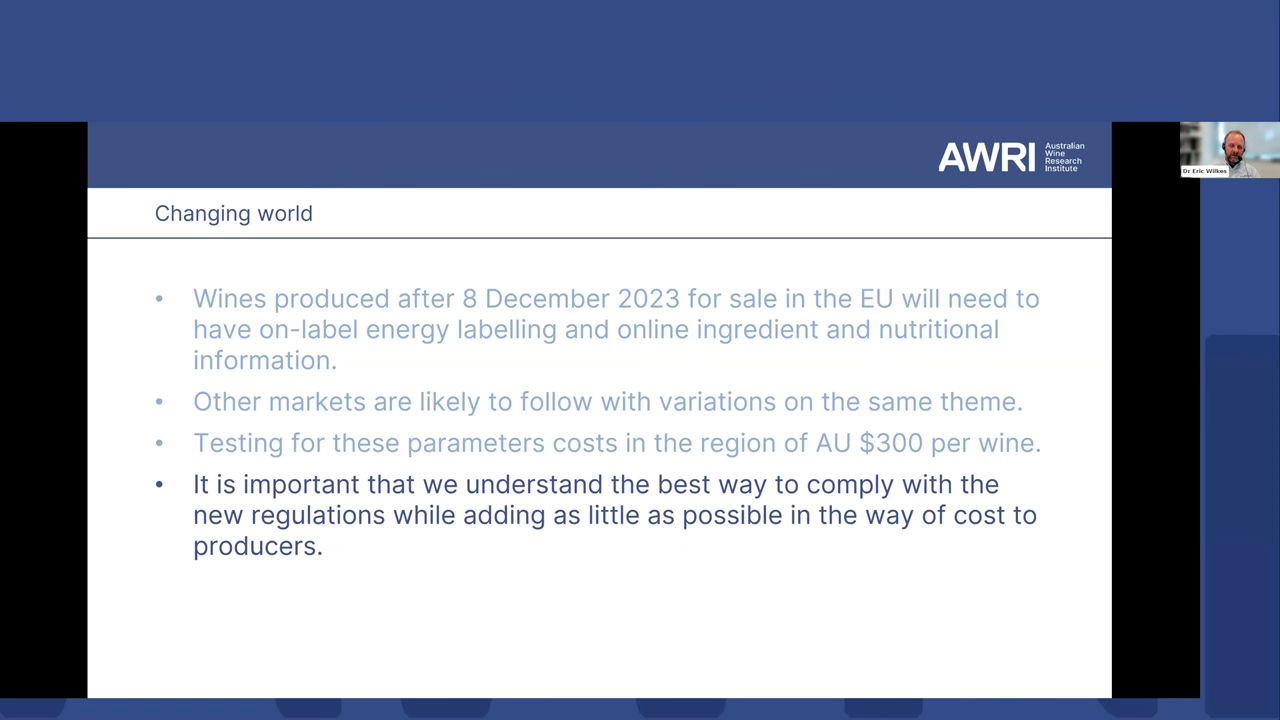 AWRI
Australian
Wine
Research
Institute
Dr Eric Wilkes
Changing world
• Wines produced after 8 December 2023 for sale in the EU will need to
have on-label energy labelling and online ingredient and nutritional
information.
• Other markets are likely to follow with variations on the same theme.
• Testing for these parameters costs in the region of AU $300 per wine.
• It is important that we understand the best way to comply with the
new regulations while adding as little as possible in the way of cost to
producers.